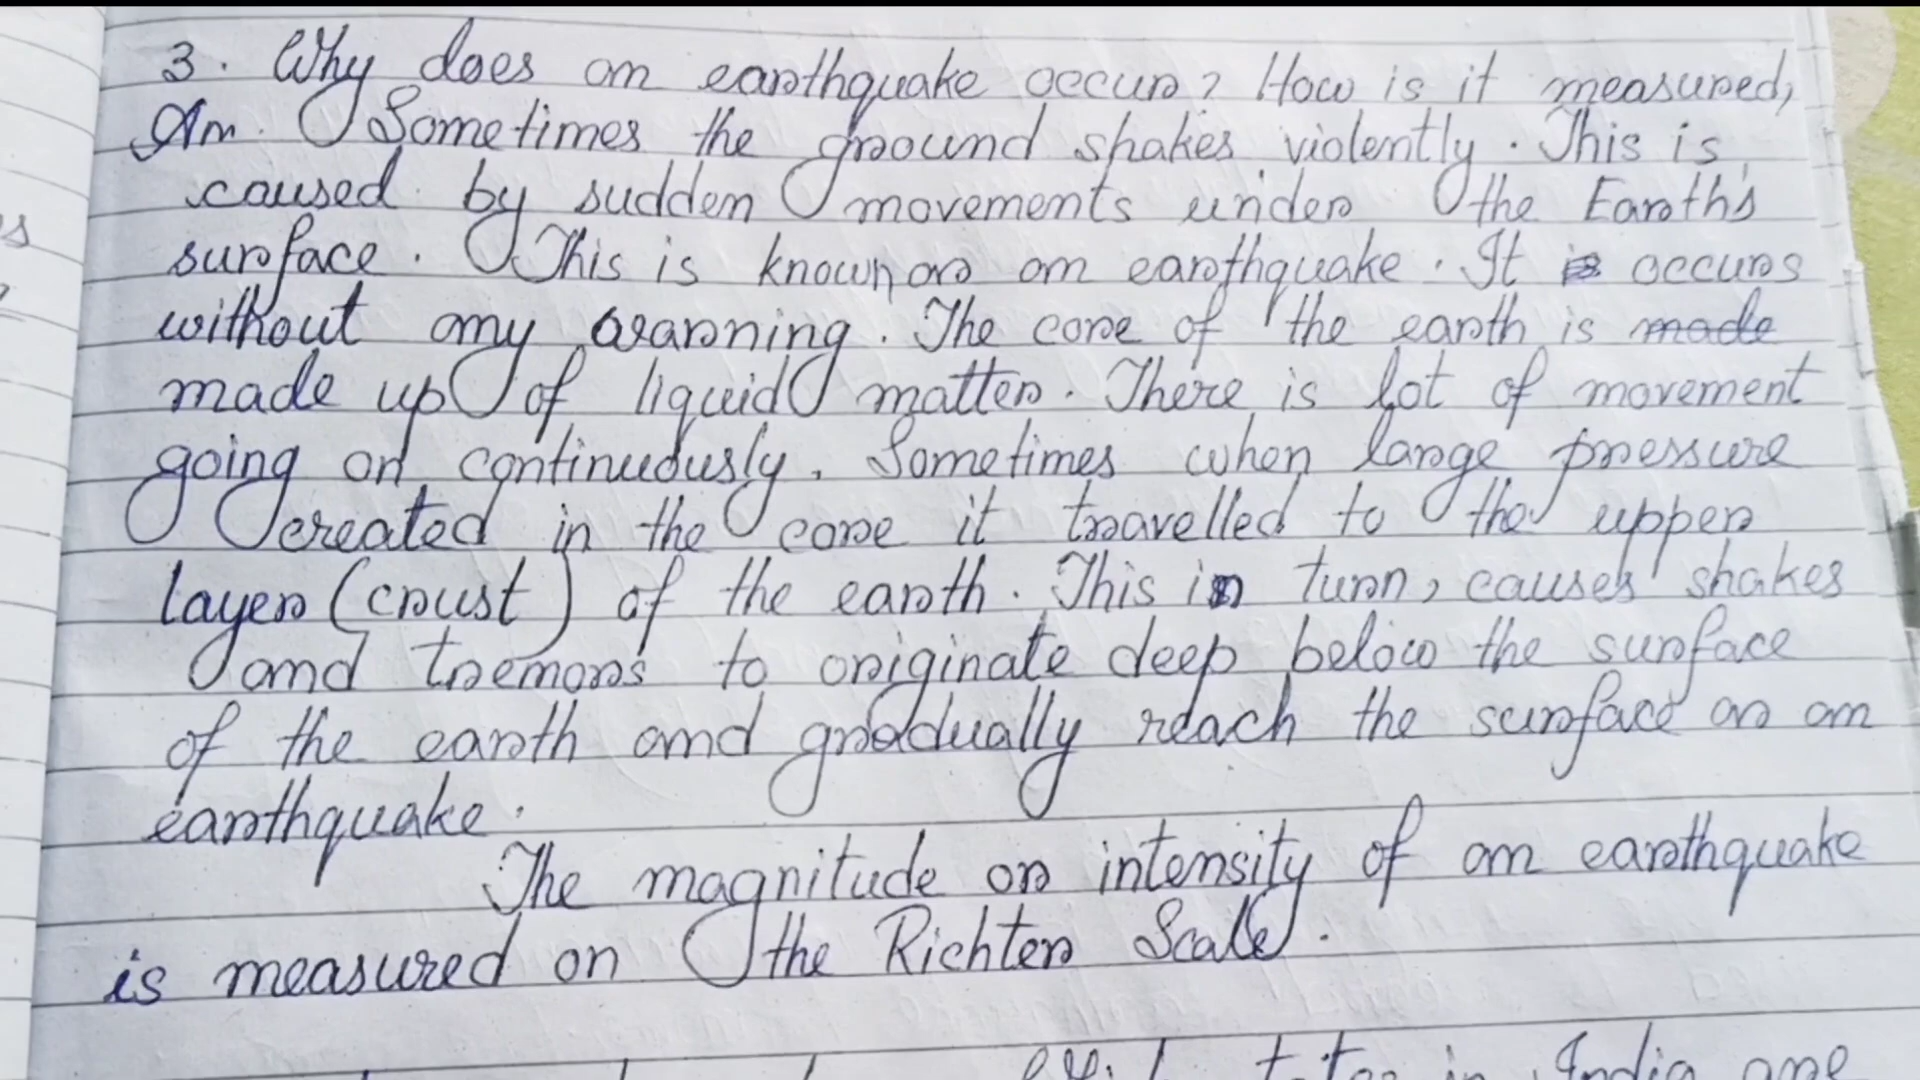 3. Why does an earthquake occur? How is it measured,
Ans. Sometimes the ground shakes violently. This is
caused by sudden movements under the Earth's
surface. This is known as an earthquake. It is occurs
without any warning. The core of the earth is made
made up of liquid matter. There is lot of movement
going on continuously. Sometimes when large pressure
created in the core it travelled to the upper
layer (crust) of the earth. This in turn, causes shakes
and tremors to originate deep below the surface
of the earth and gradually reach the surface as an
earthquake.
The magnitude or intensity of an earthquake
is measured on the Richter Scale.
in India are